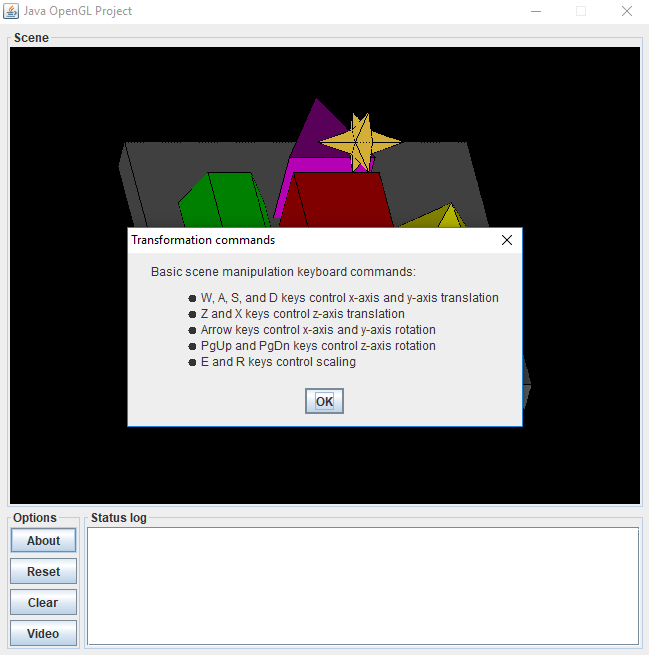 Java OpenGL Project
Scene
Transformation commands
Basic scene manipulation keyboard commands:
W, A, S, and D keys control x-axis and y-axis translation
Z and X keys control z-axis translation
Arrow keys control x-axis and y-axis rotation
PgUp and PgDn keys control z-axis rotation
E and R keys control scaling
OK
Options
Status log
About
Reset
Clear
Video